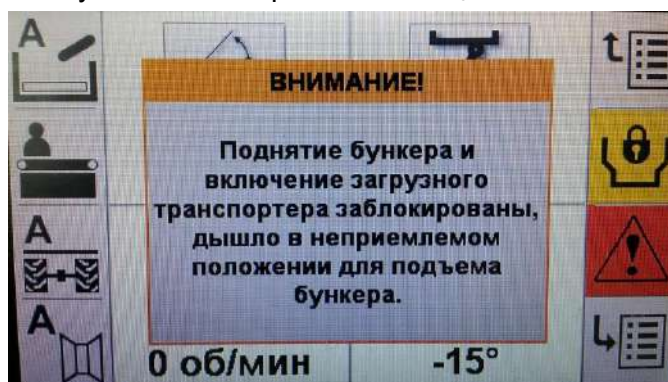 A
ВНИМАНИЕ!
Поднятие бункера и
включение загрузного
транспортера заблокированы,
дышло в неприемлемом
положении для подъема
бункера.
A
A
0 об/мин
-15°